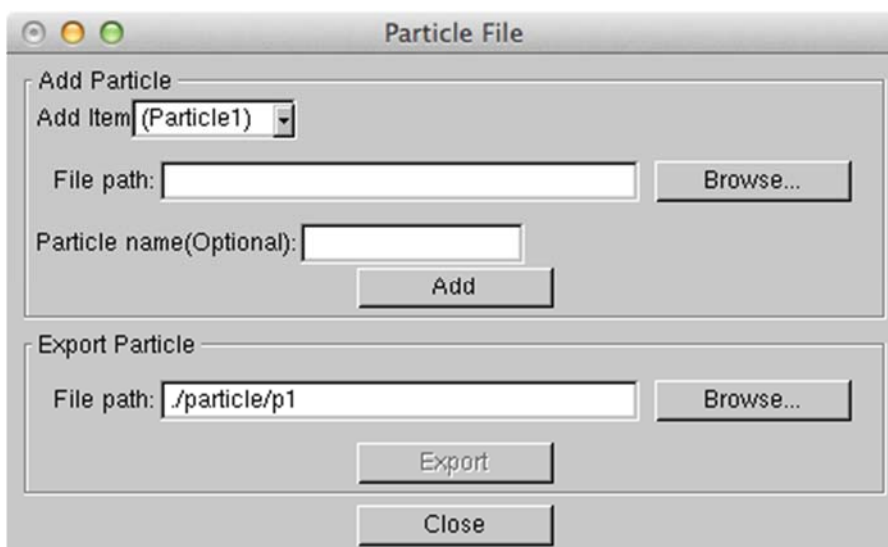 Particle File
Add Particle
Add Item (Particle1)
File path: Browse...
Particle name(Optional):
Add
Export Particle
File path: ./particle/p1 Browse...
Export
Close